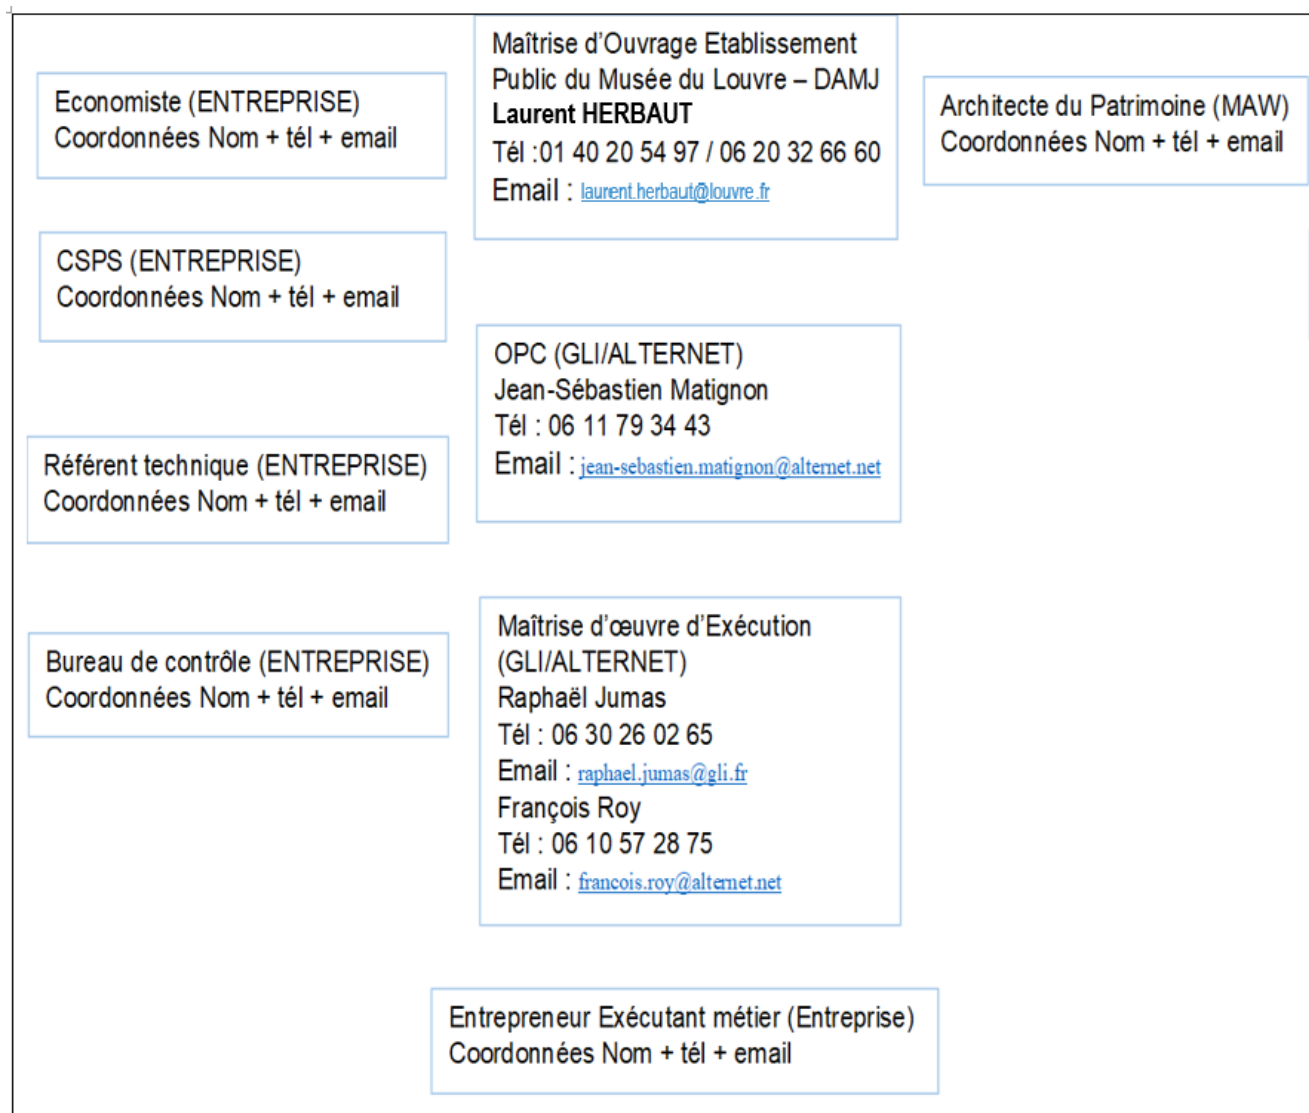 Maîtrise d'Ouvrage Etablissement
Public du Musée du Louvre – DAMJ
Laurent HERBAUT
Tél :01 40 20 54 97 / 06 20 32 66 60
Email : laurent.herbaut@louvre.fr
Economiste (ENTREPRISE)
Coordonnées Nom + tél + email
Architecte du Patrimoine (MAW)
Coordonnées Nom + tél + email
CSPS (ENTREPRISE)
Coordonnées Nom + tél + email
OPC (GLI/ALTERNET)
Jean-Sébastien Matignon
Tél : 06 11 79 34 43
Email : jean-sebastien.matignon@alternet.net
Référent technique (ENTREPRISE)
Coordonnées Nom + tél + email
Maîtrise d'œuvre d'Exécution
(GLI/ALTERNET)
Raphaël Jumas
Tél : 06 30 26 02 65
Email : raphael.jumas@gli.fr
François Roy
Tél : 06 10 57 28 75
Email : francois.roy@alternet.net
Bureau de contrôle (ENTREPRISE)
Coordonnées Nom + tél + email
Entrepreneur Exécutant métier (Entreprise)
Coordonnées Nom + tél + email